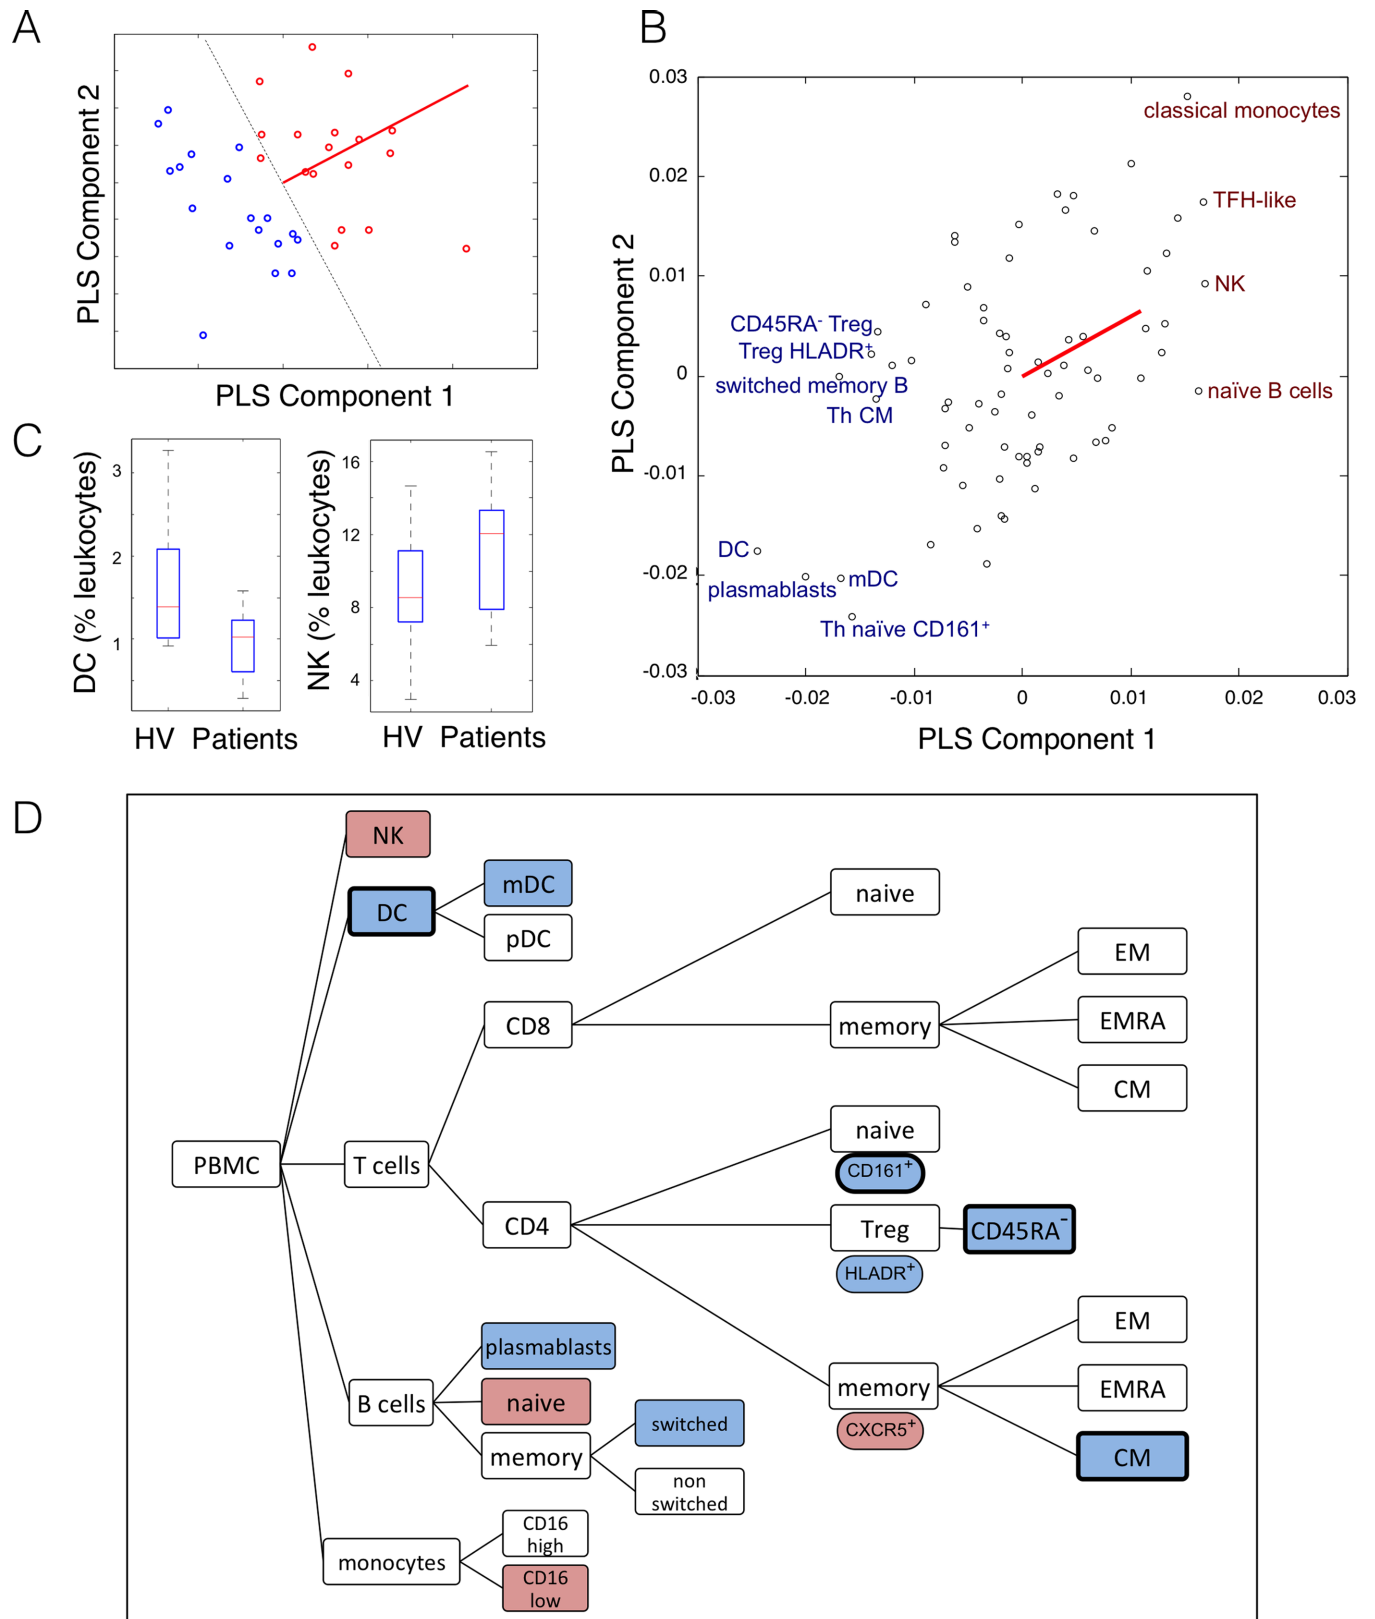 A
PLS Component 2
PLS Component 1
B
0.03
0.02
0.01
0
-0.01
-0.02
-0.03
PLS Component 2
classical monocytes
TFH-like
NK
naïve B cells
CD45RA⁻ Treg
Treg HLADR⁺
switched memory B
Th CM
DC
plasmablasts
mDC
Th naïve CD161⁺
-0.03
-0.02
-0.01
0
0.01
0.02
0.03
PLS Component 1
C
DC (% leukocytes)
3
2
1
HV Patients
NK (% leukocytes)
16
12
8
4
HV Patients
D
NK
DC
mDC
pDC
naive
CD8
memory
EM
EMRA
CM
PBMC
T cells
CD4
naive
CD161⁺
Treg
HLADR⁺
CD45RA⁻
memory
CXCR5⁺
EM
EMRA
CM
B cells
plasmablasts
naive
memory
switched
non
switched
monocytes
CD16
high
CD16
low